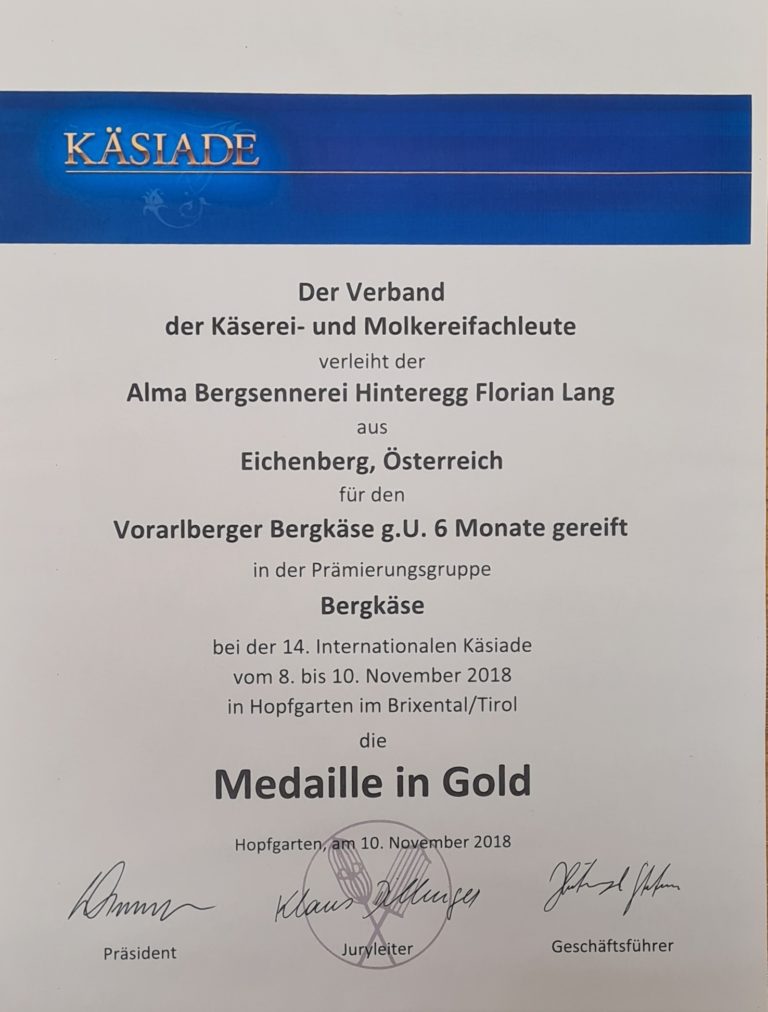 KÄSIADE
Der Verband
der Käserei- und Molkereifachleute
verleiht der
Alma Bergsennerei Hinteregg Florian Lang
aus
Eichenberg, Österreich
für den
Vorarlberger Bergkäse g.U. 6 Monate gereift
in der Prämierungsgruppe
Bergkäse
bei der 14. Internationalen Käsiade
vom 8. bis 10. November 2018
in Hopfgarten im Brixental/Tirol
die
Medaille in Gold
Hopfgarten, am 10. November 2018
Klaus Dillinger
Präsident
Juryleiter
Geschäftsführer